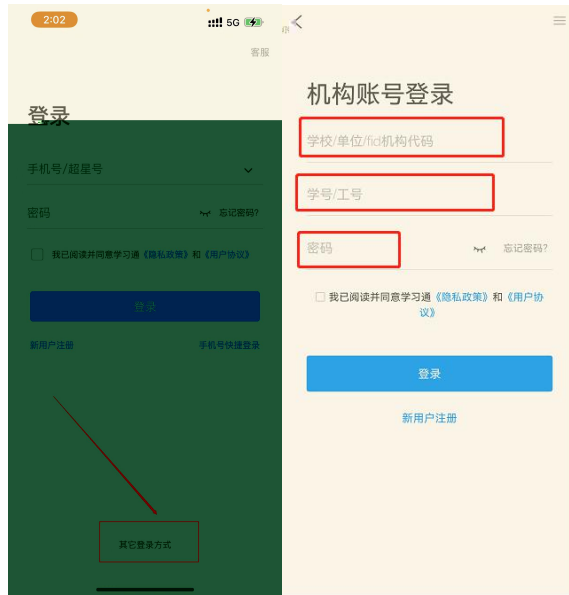 2:02
5G
客服
登录
手机号/超星号
密码
忘记密码?
我已阅读并同意学习通《隐私政策》和《用户协议》
登录
新用户注册
手机号快捷登录
其它登录方式
机构账号登录
学校/单位/fid机构代码
学号/工号
密码
忘记密码?
我已阅读并同意学习通《隐私政策》和《用户协
议》
登录
新用户注册